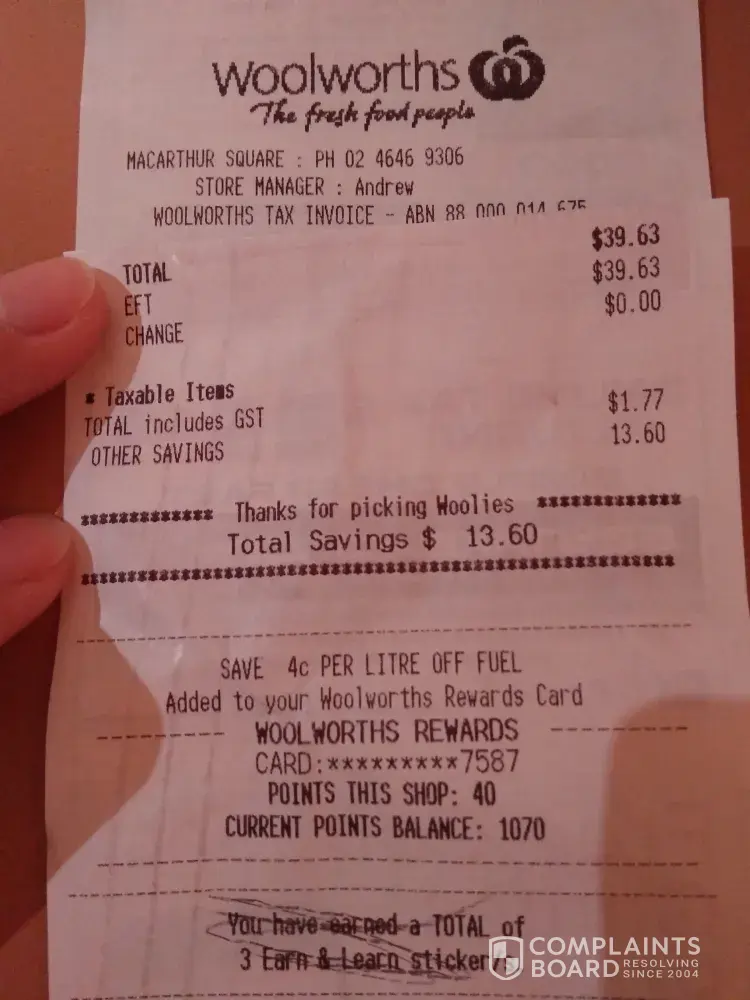 woolworths
The fresh food people
MACARTHUR SQUARE : PH 02 4646 9306
STORE MANAGER : Andrew
WOOLWORTHS TAX INVOICE - ABN 88 000 014 675
$39.63
TOTAL $39.63
EFT $0.00
CHANGE
* Taxable Items
TOTAL includes GST $1.77
OTHER SAVINGS 13.60
************* Thanks for picking Woolies *************
Total Savings $ 13.60
SAVE 4c PER LITRE OFF FUEL
Added to your Woolworths Rewards Card
WOOLWORTHS REWARDS
CARD:*********7587
POINTS THIS SHOP: 40
CURRENT POINTS BALANCE: 1070
You have earned a TOTAL of
3 Earn & Learn sticker/s
COMPLAINTS
BOARD RESOLVING
SINCE 2004